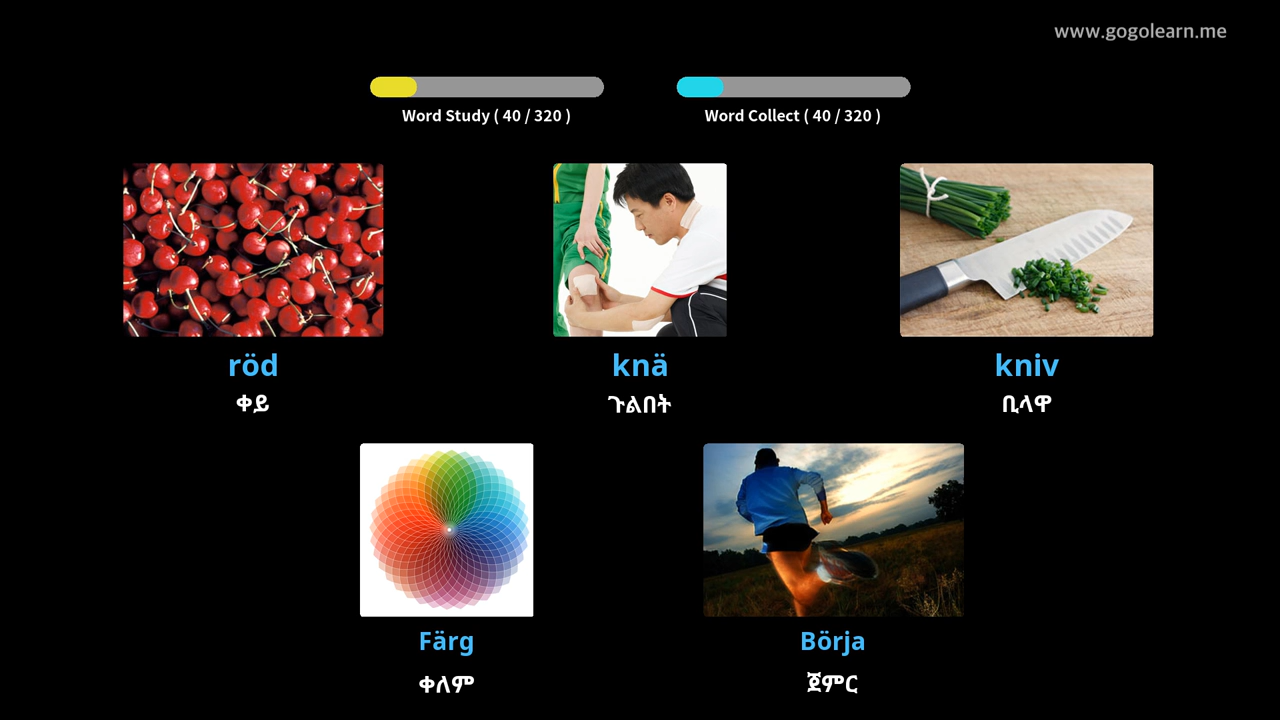 www.gogolearn.me
Word Study ( 40 / 320 )
Word Collect ( 40 / 320 )
röd
ቀይ
knä
ጉልበት
kniv
ቢላዋ
Färg
ቀለም
Börja
ጀምር